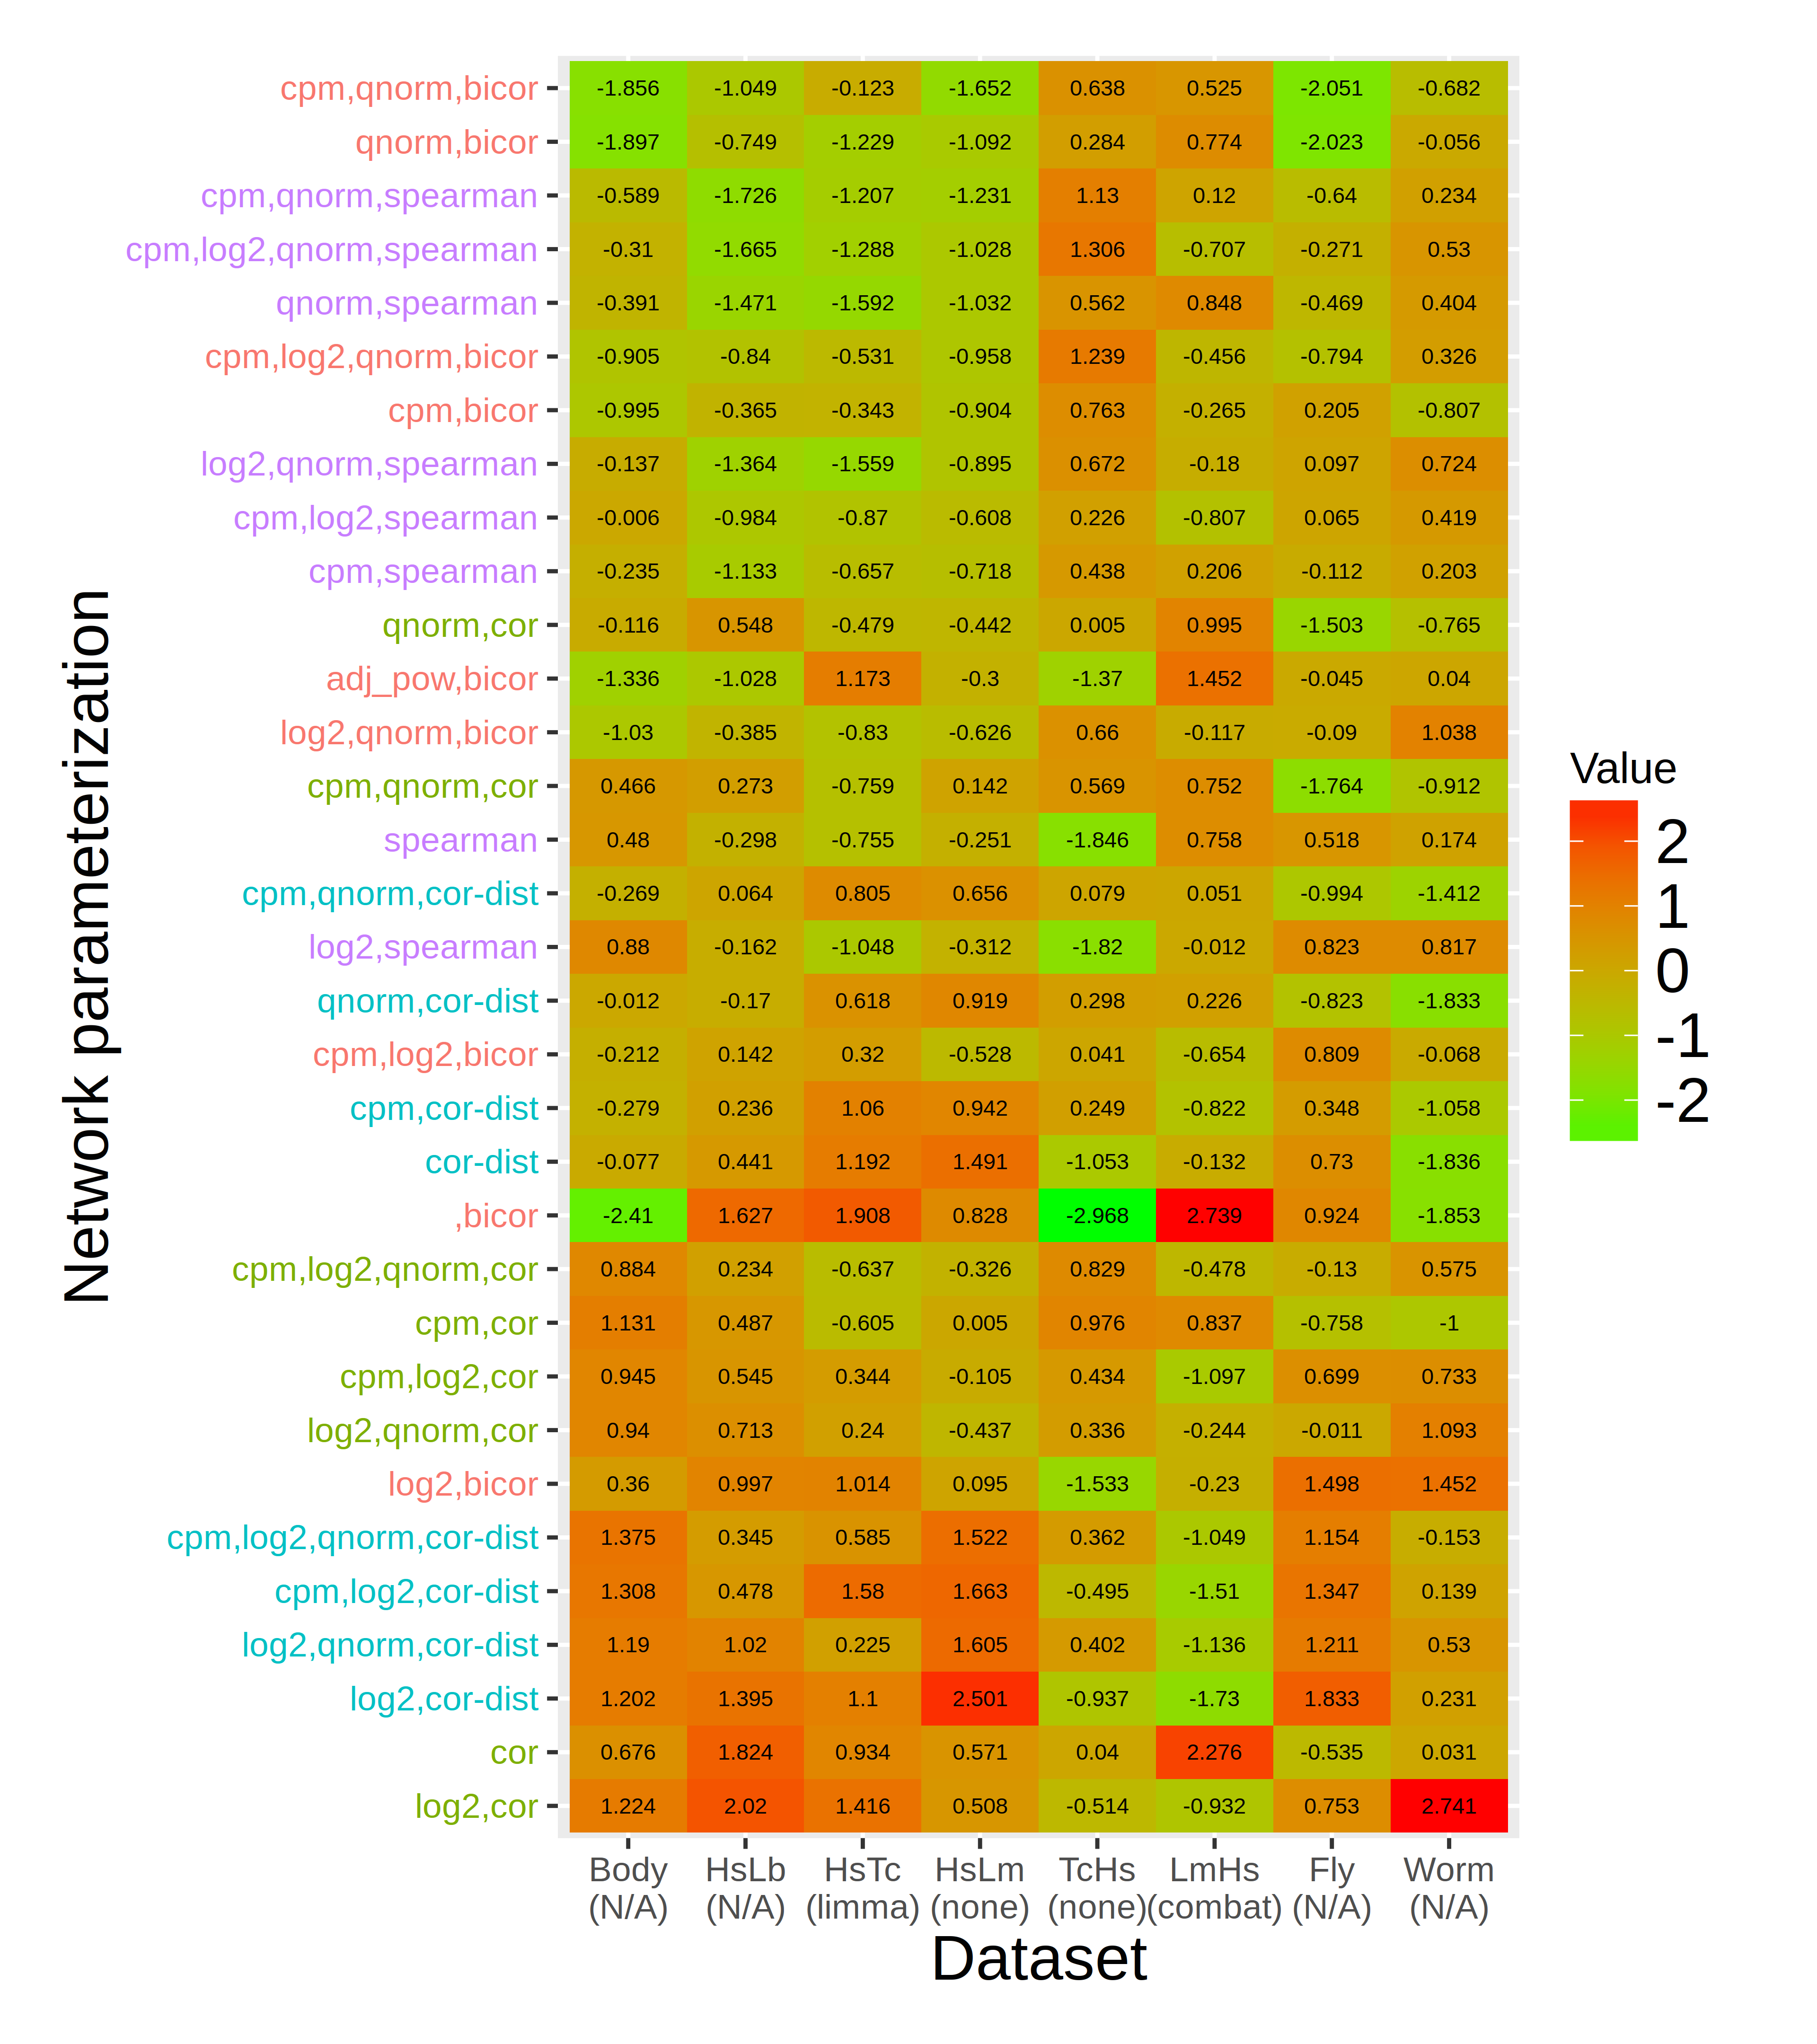 cpm,qnorm,bicor -1.856 -1.049 -0.123 -1.652 0.638 0.525 -2.051 -0.682
qnorm,bicor -1.897 -0.749 -1.229 -1.092 0.284 0.774 -2.023 -0.056
cpm,qnorm,spearman -0.589 -1.726 -1.207 -1.231 1.13 0.12 -0.64 0.234
cpm,log2,qnorm,spearman -0.31 -1.665 -1.288 -1.028 1.306 -0.707 -0.271 0.53
qnorm,spearman -0.391 -1.471 -1.592 -1.032 0.562 0.848 -0.469 0.404
cpm,log2,qnorm,bicor -0.905 -0.84 -0.531 -0.958 1.239 -0.456 -0.794 0.326
cpm,bicor -0.995 -0.365 -0.343 -0.904 0.763 -0.265 0.205 -0.807
log2,qnorm,spearman -0.137 -1.364 -1.559 -0.895 0.672 -0.18 0.097 0.724
cpm,log2,spearman -0.006 -0.984 -0.87 -0.608 0.226 -0.807 0.065 0.419
cpm,spearman -0.235 -1.133 -0.657 -0.718 0.438 0.206 -0.112 0.203
qnorm,cor -0.116 0.548 -0.479 -0.442 0.005 0.995 -1.503 -0.765
adj_pow,bicor -1.336 -1.028 1.173 -0.3 -1.37 1.452 -0.045 0.04
log2,qnorm,bicor -1.03 -0.385 -0.83 -0.626 0.66 -0.117 -0.09 1.038
cpm,qnorm,cor 0.466 0.273 -0.759 0.142 0.569 0.752 -1.764 -0.912
spearman 0.48 -0.298 -0.755 -0.251 -1.846 0.758 0.518 0.174
cpm,qnorm,cor-dist -0.269 0.064 0.805 0.656 0.079 0.051 -0.994 -1.412
log2,spearman 0.88 -0.162 -1.048 -0.312 -1.82 -0.012 0.823 0.817
qnorm,cor-dist -0.012 -0.17 0.618 0.919 0.298 0.226 -0.823 -1.833
cpm,log2,bicor -0.212 0.142 0.32 -0.528 0.041 -0.654 0.809 -0.068
cpm,cor-dist -0.279 0.236 1.06 0.942 0.249 -0.822 0.348 -1.058
cor-dist -0.077 0.441 1.192 1.491 -1.053 -0.132 0.73 -1.836
,bicor -2.41 1.627 1.908 0.828 -2.968 2.739 0.924 -1.853
cpm,log2,qnorm,cor 0.884 0.234 -0.637 -0.326 0.829 -0.478 -0.13 0.575
cpm,cor 1.131 0.487 -0.605 0.005 0.976 0.837 -0.758 -1
cpm,log2,cor 0.945 0.545 0.344 -0.105 0.434 -1.097 0.699 0.733
log2,qnorm,cor 0.94 0.713 0.24 -0.437 0.336 -0.244 -0.011 1.093
log2,bicor 0.36 0.997 1.014 0.095 -1.533 -0.23 1.498 1.452
cpm,log2,qnorm,cor-dist 1.375 0.345 0.585 1.522 0.362 -1.049 1.154 -0.153
cpm,log2,cor-dist 1.308 0.478 1.58 1.663 -0.495 -1.51 1.347 0.139
log2,qnorm,cor-dist 1.19 1.02 0.225 1.605 0.402 -1.136 1.211 0.53
log2,cor-dist 1.202 1.395 1.1 2.501 -0.937 -1.73 1.833 0.231
cor 0.676 1.824 0.934 0.571 0.04 2.276 -0.535 0.031
log2,cor 1.224 2.02 1.416 0.508 -0.514 -0.932 0.753 2.741
Body HsLb HsTc HsLm TcHs LmHs Fly Worm
(N/A) (N/A) (limma) (none) (none) (combat) (N/A) (N/A)
Dataset
Network parameterization
Value
2
1
0
-1
-2